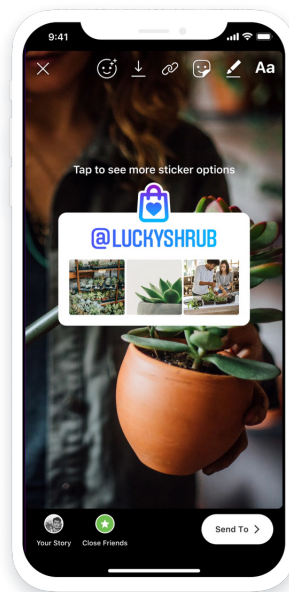 9:41
Aa
Tap to see more sticker options
@LUCKYSHRUB
Your Story
Close Friends
Send To